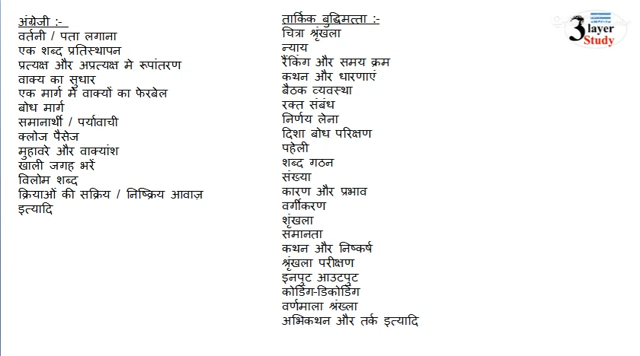 अंग्रेजी :-
वर्तनी / पता लगाना
एक शब्द प्रतिस्थापन
प्रत्यक्ष और अप्रत्यक्ष मे रूपांतरण
वाक्य का सुधार
एक मार्ग में वाक्यों का फेरबेल
बोध मार्ग
समानार्थी / पर्यावाची
क्लोज पैसेज
मुहावरे और वाक्यांश
खाली जगह भरें
विलोम शब्द
क्रियाओं की सक्रिय / निष्क्रिय आवाज़
इत्यादि
तार्किक बुद्धिमत्ता :-
चित्रा श्रृंखला
न्याय
रैंकिंग और समय क्रम
कथन और धारणाएं
बैठक व्यवस्था
रक्त संबंध
निर्णय लेना
दिशा बोध परिक्षण
पहेली
शब्द गठन
संख्या
कारण और प्रभाव
वर्गीकरण
शृंखला
समानता
कथन और निष्कर्ष
श्रृंखला परीक्षण
इनपुट आउटपुट
कोडिंग-डिकोडिंग
वर्णमाला श्रंख्ला
अभिकथन और तर्क इत्यादि
3 layer
Study